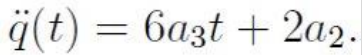 q̈(t) = 6a₃t + 2a₂.